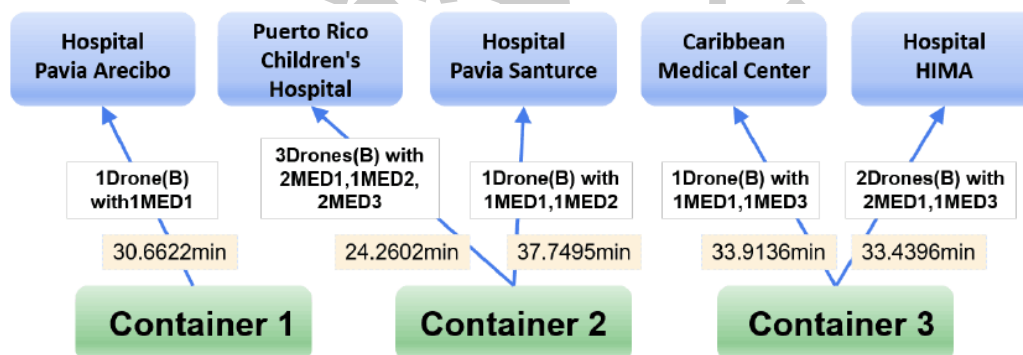 Hospital
Pavia Arecibo
Puerto Rico
Children's
Hospital
Hospital
Pavia Santurce
Caribbean
Medical Center
Hospital
HIMA
1Drone(B)
with1MED1
3Drones(B) with
2MED1,1MED2,
2MED3
1Drone(B) with
1MED1,1MED2
1Drone(B) with
1MED1,1MED3
2Drones(B) with
2MED1,1MED3
30.6622min
24.2602min
37.7495min
33.9136min
33.4396min
Container 1
Container 2
Container 3